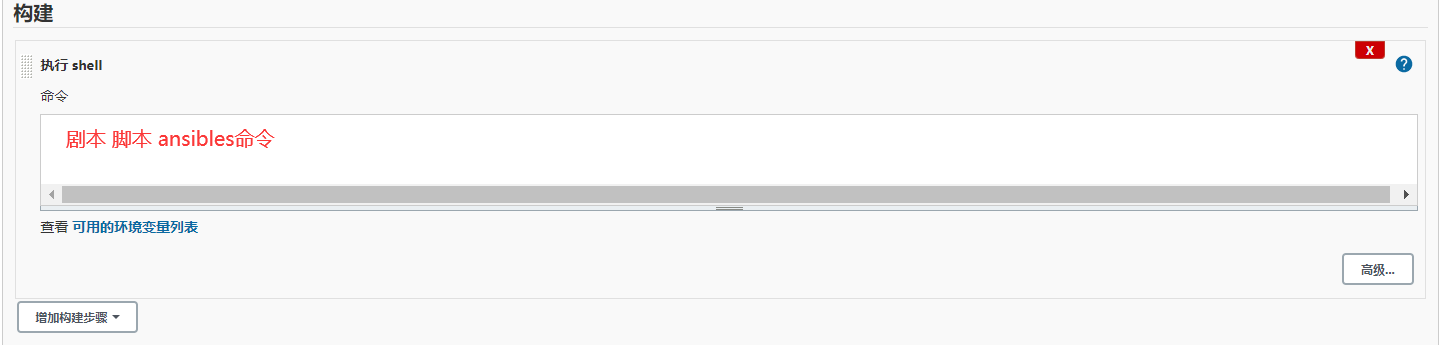 构建
X
执行 shell
?
命令
剧本 脚本 ansibles命令
查看 可用的环境变量列表
高级...
增加构建步骤